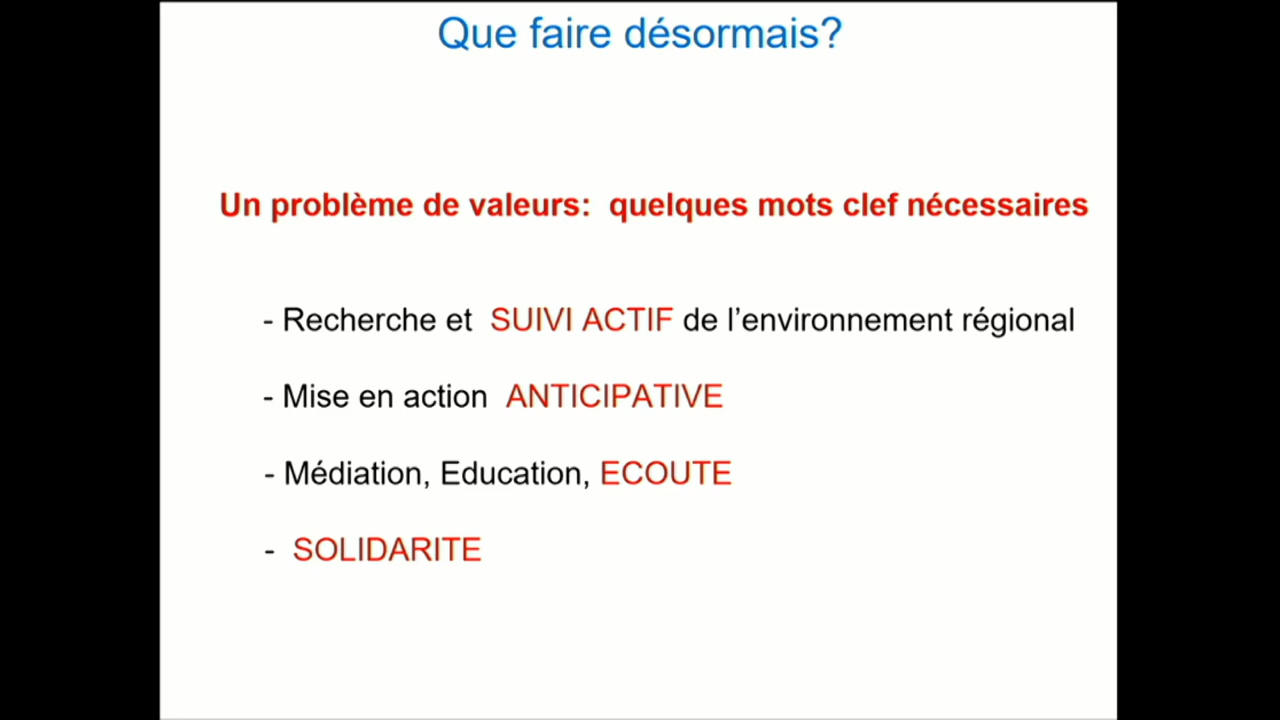 Que faire désormais?
Un problème de valeurs: quelques mots clef nécessaires
- Recherche et SUIVI ACTIF de l'environnement régional
- Mise en action ANTICIPATIVE
- Médiation, Education, ECOUTE
- SOLIDARITE